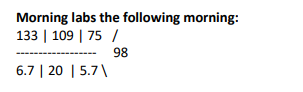 Morning labs the following morning:
133 | 109 | 75 /
------------------ 98
6.7 | 20 | 5.7 \